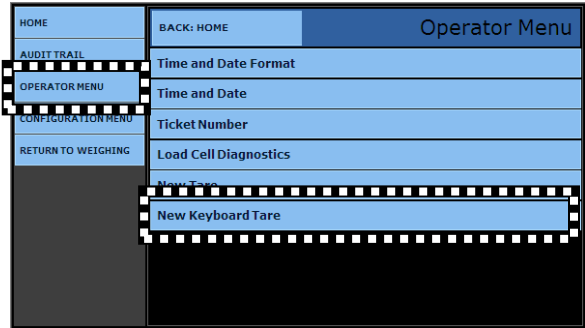 HOME
AUDIT TRAIL
OPERATOR MENU
CONFIGURATION MENU
RETURN TO WEIGHING
BACK: HOME
Operator Menu
Time and Date Format
Time and Date
Ticket Number
Load Cell Diagnostics
New Tare
New Keyboard Tare